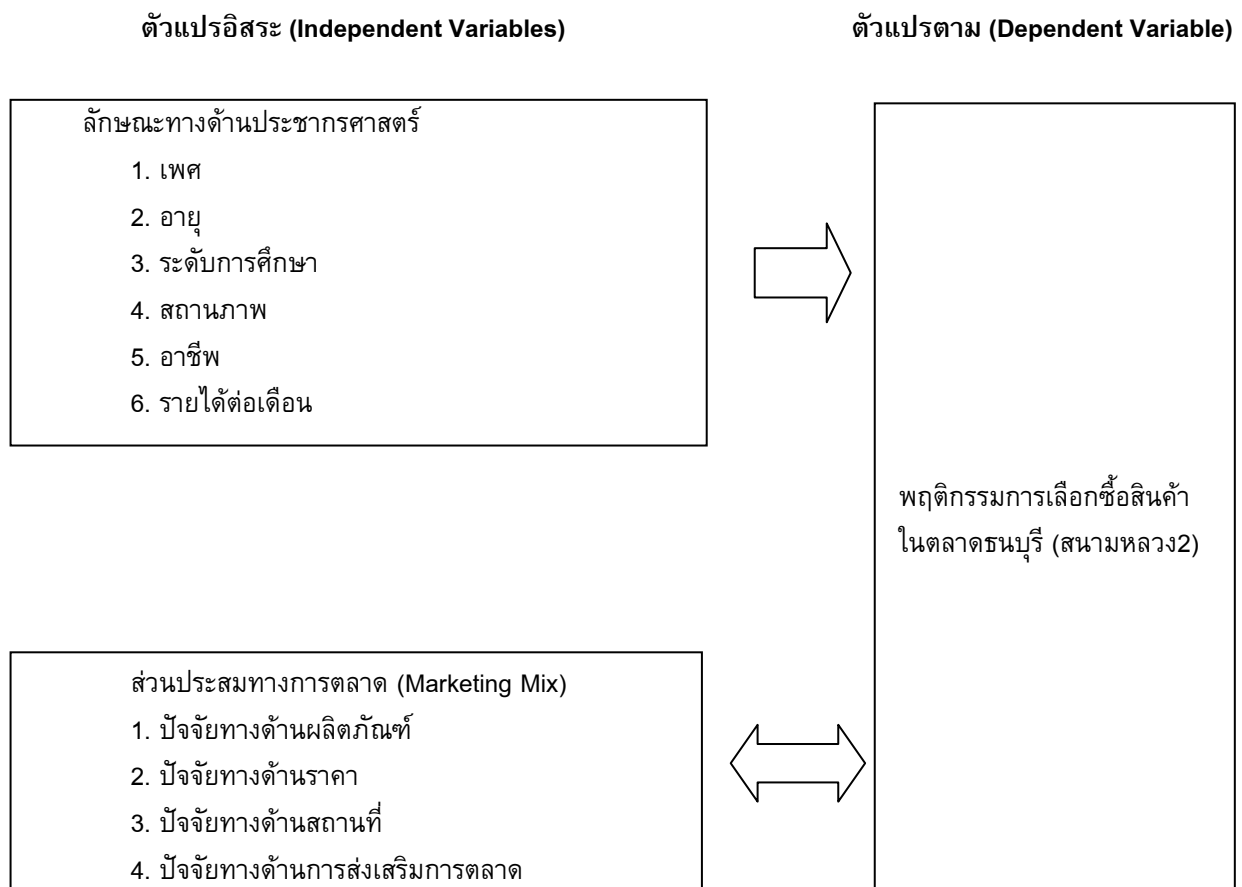 ตัวแปรอิสระ (Independent Variables)
ตัวแปรตาม (Dependent Variable)
ลักษณะทางด้านประชากรศาสตร์
1. เพศ
2. อายุ
3. ระดับการศึกษา
4. สถานภาพ
5. อาชีพ
6. รายได้ต่อเดือน
พฤติกรรมการเลือกซื้อสินค้า
ในตลาดธนบุรี (สนามหลวง2)
ส่วนประสมทางการตลาด (Marketing Mix)
1. ปัจจัยทางด้านผลิตภัณฑ์
2. ปัจจัยทางด้านราคา
3. ปัจจัยทางด้านสถานที่
4. ปัจจัยทางด้านการส่งเสริมการตลาด